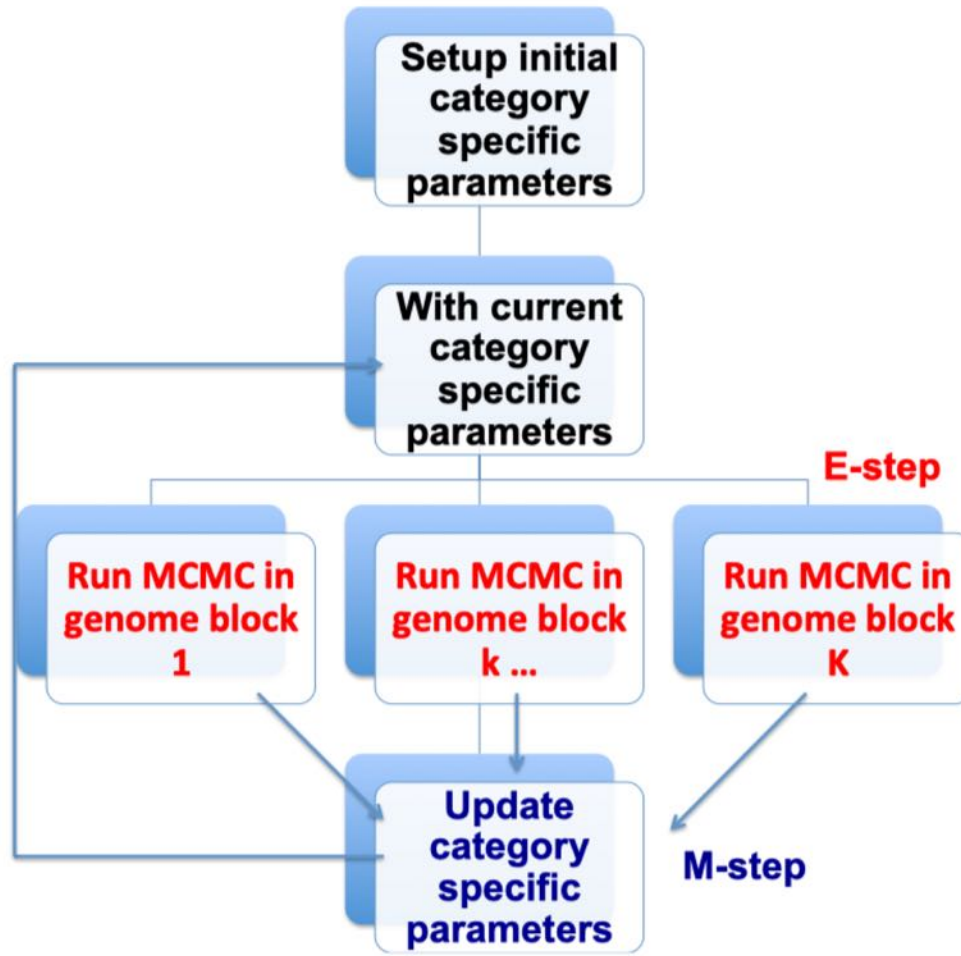 Setup initial
category
specific
parameters
With current
category
specific
parameters
E-step
Run MCMC in
genome block
1
Run MCMC in
genome block
k ...
Run MCMC in
genome block
K
Update
category
specific
parameters
M-step